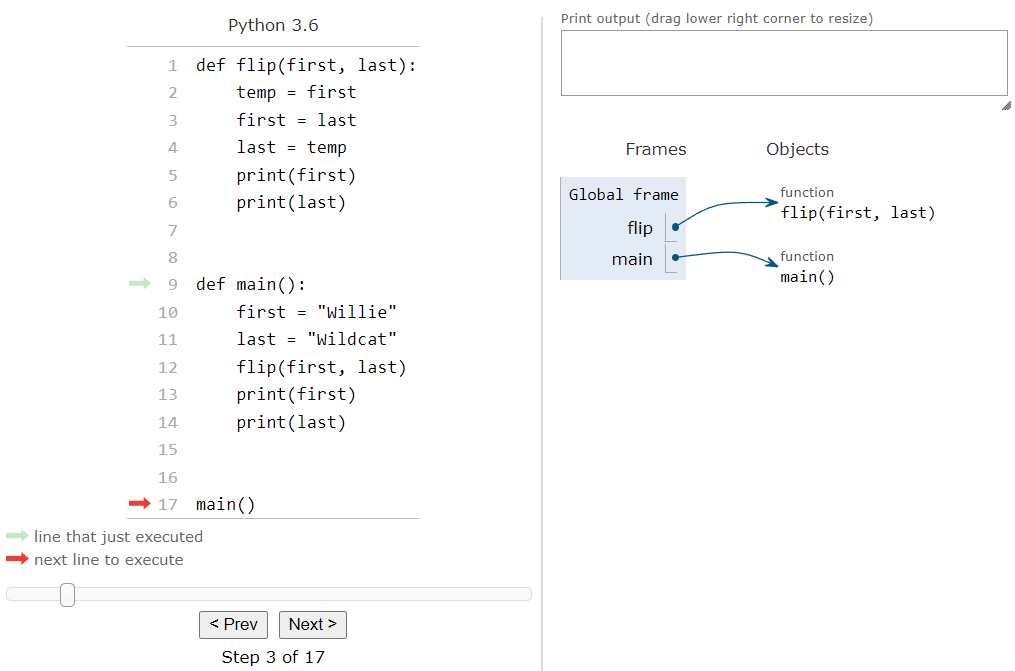 Python 3.6
1 def flip(first, last):
2     temp = first
3     first = last
4     last = temp
5     print(first)
6     print(last)
7
8
9 def main():
10     first = "Willie"
11     last = "Wildcat"
12     flip(first, last)
13     print(first)
14     print(last)
15
16
17 main()
line that just executed
next line to execute
< Prev Next >
Step 3 of 17
Print output (drag lower right corner to resize)
Frames Objects
Global frame
flip
main
function
flip(first, last)
function
main()